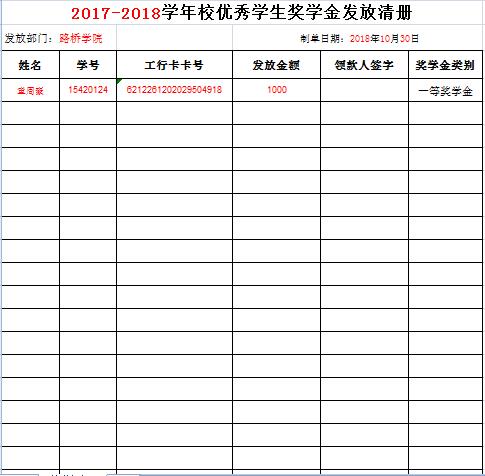 2017-2018学年校优秀学生奖学金发放清册
发放部门：路桥学院 制单日期：2018年10月30日
姓名 学号 工行卡卡号 发放金额 领款人签字 奖学金类别
15420124 6212261202029504918 1000 一等奖学金